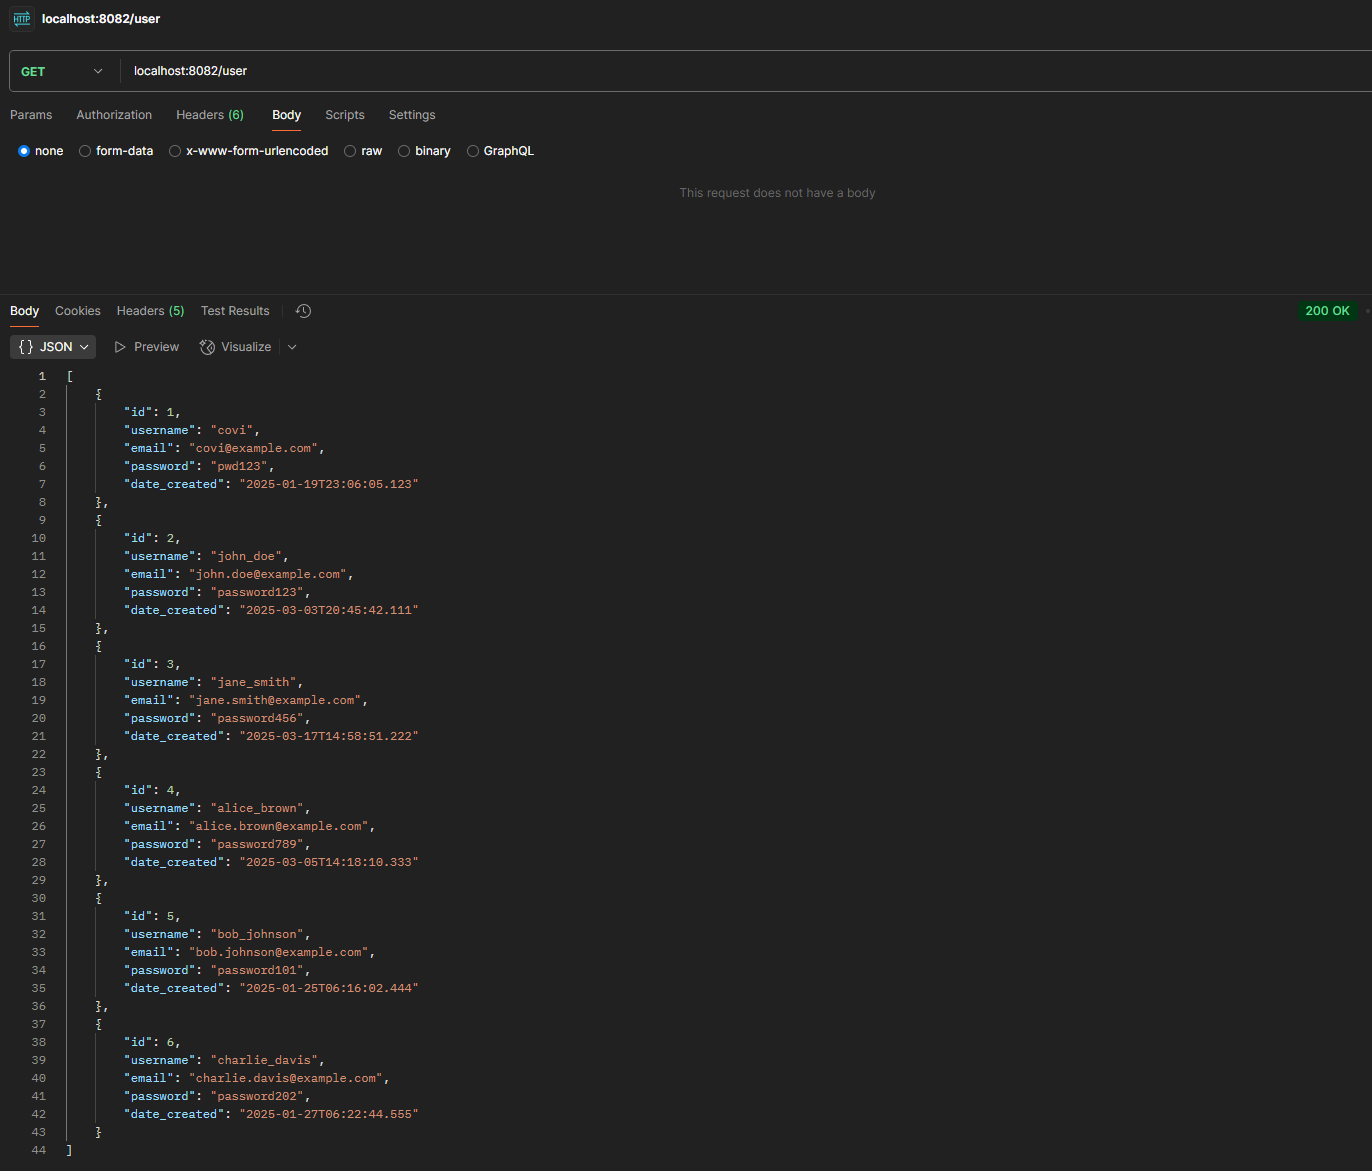 HTTP localhost:8082/user
GET localhost:8082/user
Params Authorization Headers (6) Body Scripts Settings
none form-data x-www-form-urlencoded raw binary GraphQL
This request does not have a body
Body Cookies Headers (5) Test Results 200 OK
{} JSON Preview Visualize
1 [
2 {
3 "id": 1,
4 "username": "covi",
5 "email": "covi@example.com",
6 "password": "pwd123",
7 "date_created": "2025-01-19T23:06:05.123"
8 },
9 {
10 "id": 2,
11 "username": "john_doe",
12 "email": "john.doe@example.com",
13 "password": "password123",
14 "date_created": "2025-03-03T20:45:42.111"
15 },
16 {
17 "id": 3,
18 "username": "jane_smith",
19 "email": "jane.smith@example.com",
20 "password": "password456",
21 "date_created": "2025-03-17T14:58:51.222"
22 },
23 {
24 "id": 4,
25 "username": "alice_brown",
26 "email": "alice.brown@example.com",
27 "password": "password789",
28 "date_created": "2025-03-05T14:18:10.333"
29 },
30 {
31 "id": 5,
32 "username": "bob_johnson",
33 "email": "bob.johnson@example.com",
34 "password": "password101",
35 "date_created": "2025-01-25T06:16:02.444"
36 },
37 {
38 "id": 6,
39 "username": "charlie_davis",
40 "email": "charlie.davis@example.com",
41 "password": "password202",
42 "date_created": "2025-01-27T06:22:44.555"
43 }
44 ]